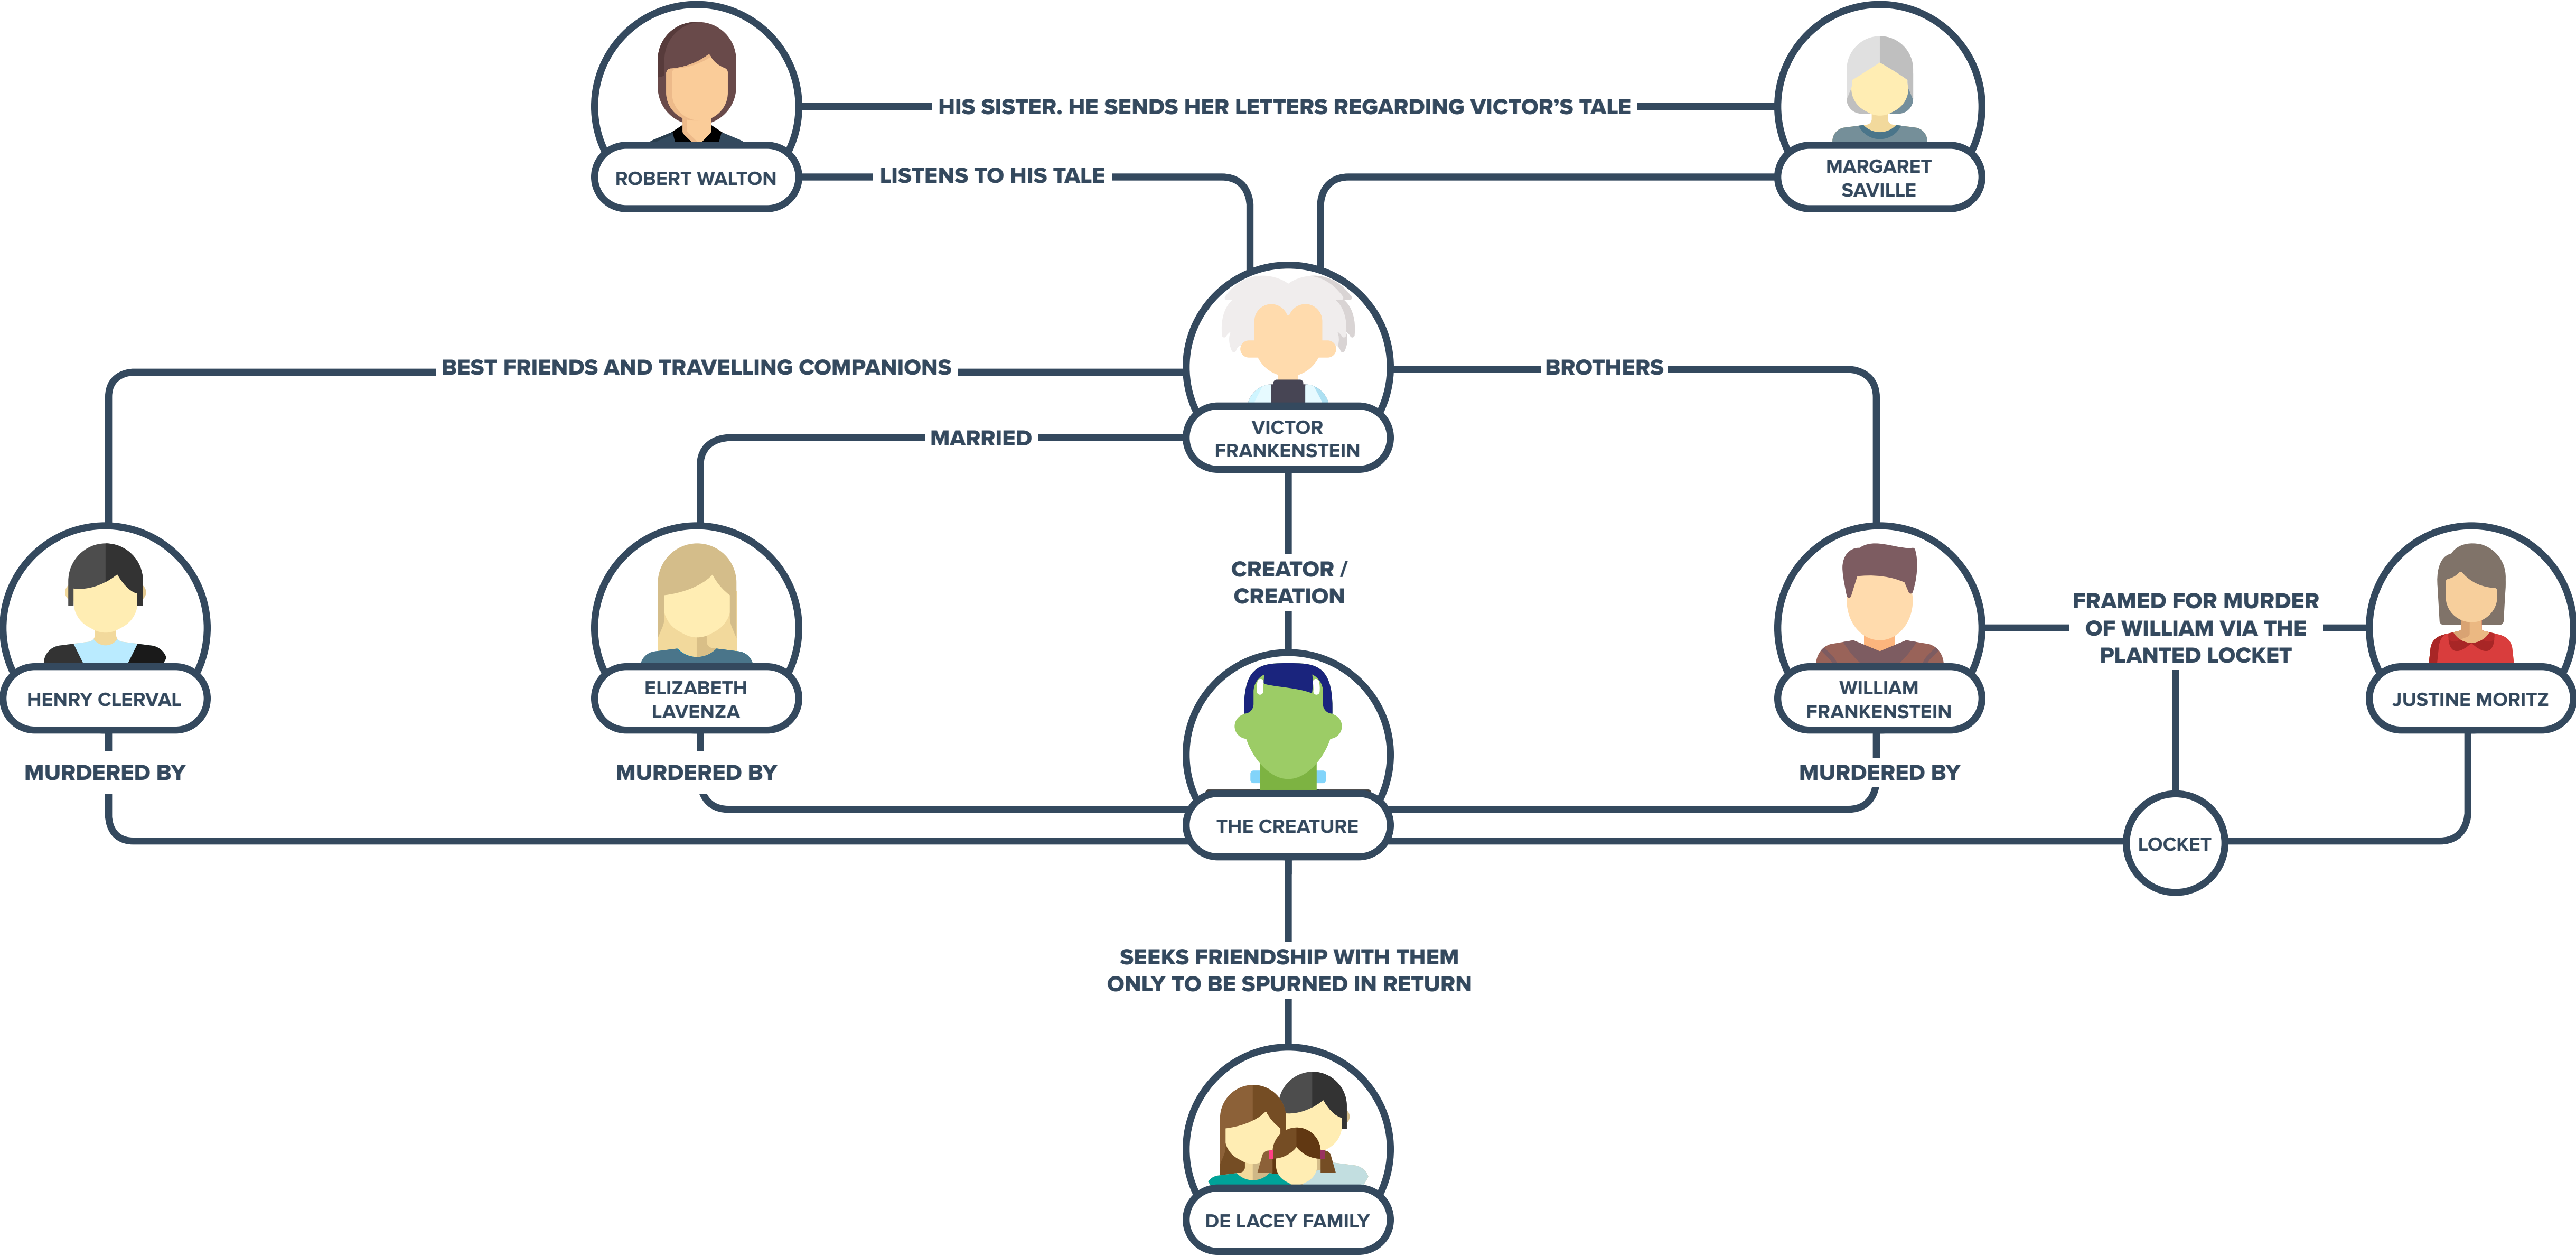 HIS SISTER. HE SENDS HER LETTERS REGARDING VICTOR'S TALE
ROBERT WALTON
LISTENS TO HIS TALE
MARGARET
SAVILLE
BEST FRIENDS AND TRAVELLING COMPANIONS
BROTHERS
MARRIED
VICTOR
FRANKENSTEIN
CREATOR /
CREATION
FRAMED FOR MURDER
OF WILLIAM VIA THE
PLANTED LOCKET
HENRY CLERVAL
ELIZABETH
LAVENZA
WILLIAM
FRANKENSTEIN
JUSTINE MORITZ
MURDERED BY
MURDERED BY
MURDERED BY
THE CREATURE
LOCKET
SEEKS FRIENDSHIP WITH THEM
ONLY TO BE SPURNED IN RETURN
DE LACEY FAMILY